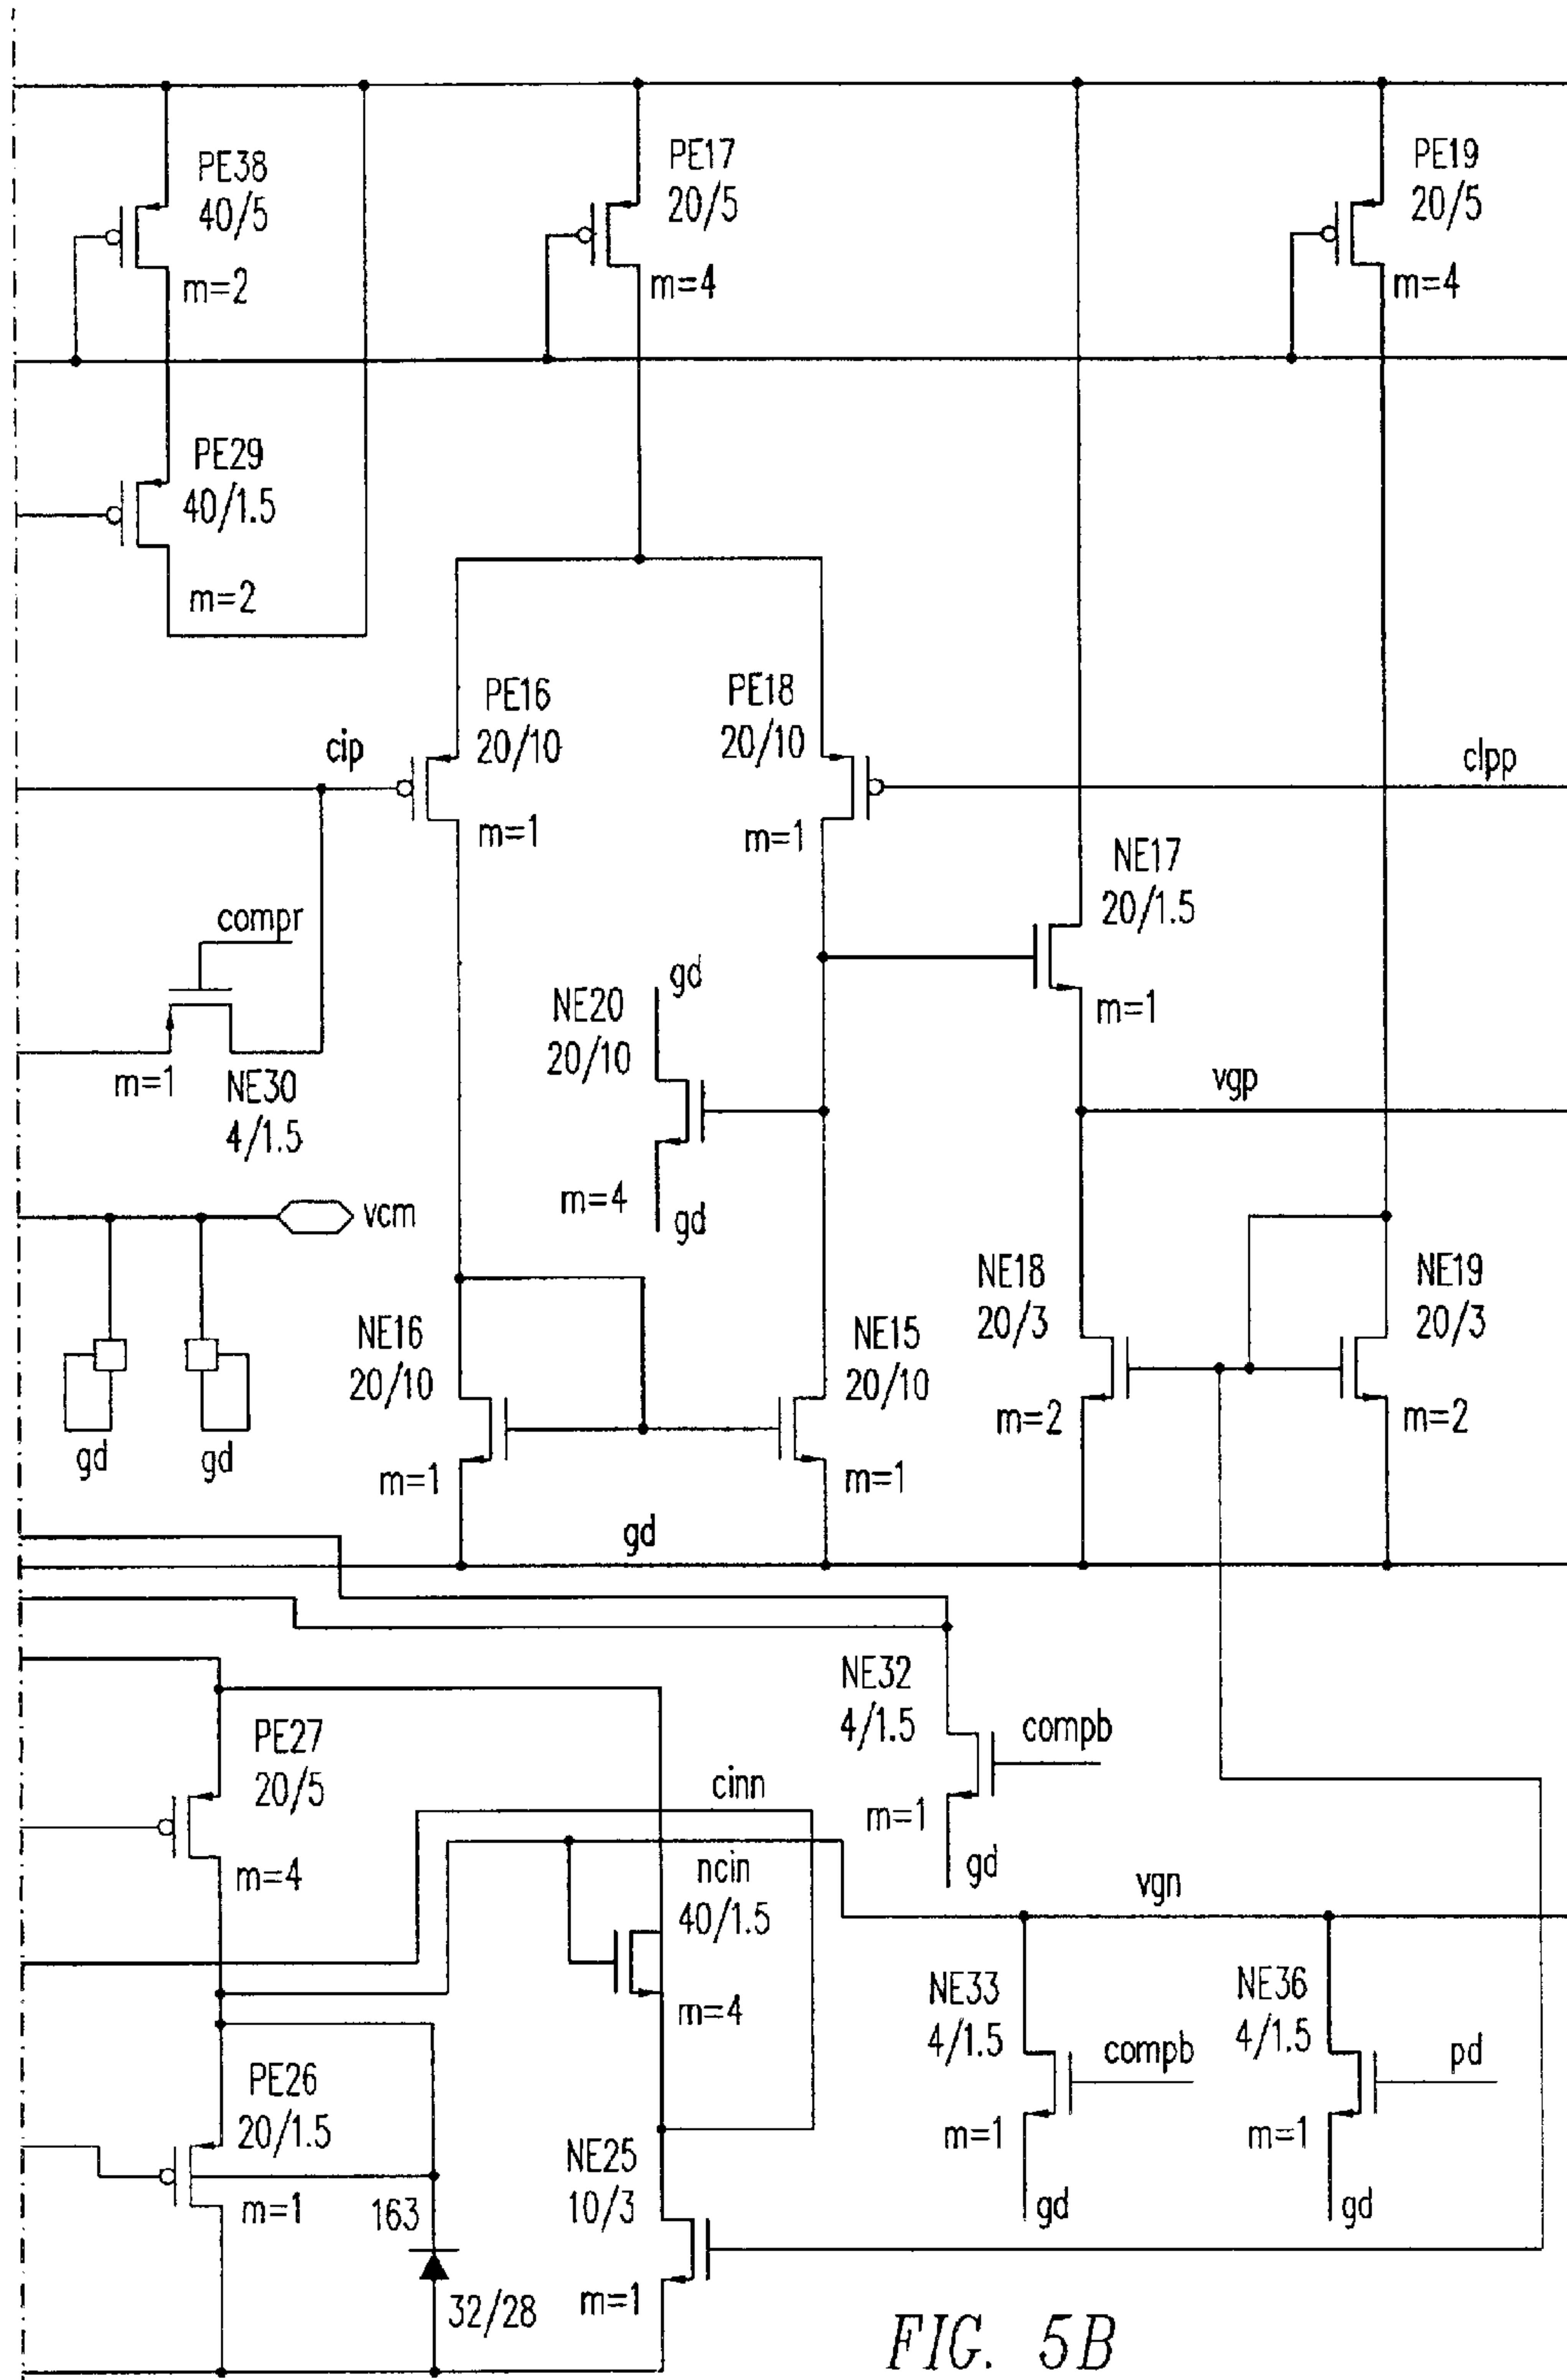 PE38
40/5
m=2
PE17
20/5
m=4
PE19
20/5
m=4
PE29
40/1.5
m=2
cip
PE16
20/10
m=1
PE18
20/10
m=1
clpp
NE17
20/1.5
m=1
compr
m=1
NE30
4/1.5
gd
NE20
20/10
m=4
gd
vgp
vcm
gd
gd
NE16
20/10
m=1
NE15
20/10
m=1
NE18
20/3
m=2
NE19
20/3
m=2
gd
PE27
20/5
m=4
NE32
4/1.5
m=1
compb
gd
cinn
ncin
40/1.5
m=4
vgn
NE33
4/1.5
m=1
compb
gd
NE36
4/1.5
m=1
pd
gd
PE26
20/1.5
m=1
163
32/28
NE25
10/3
m=1
FIG. 5B